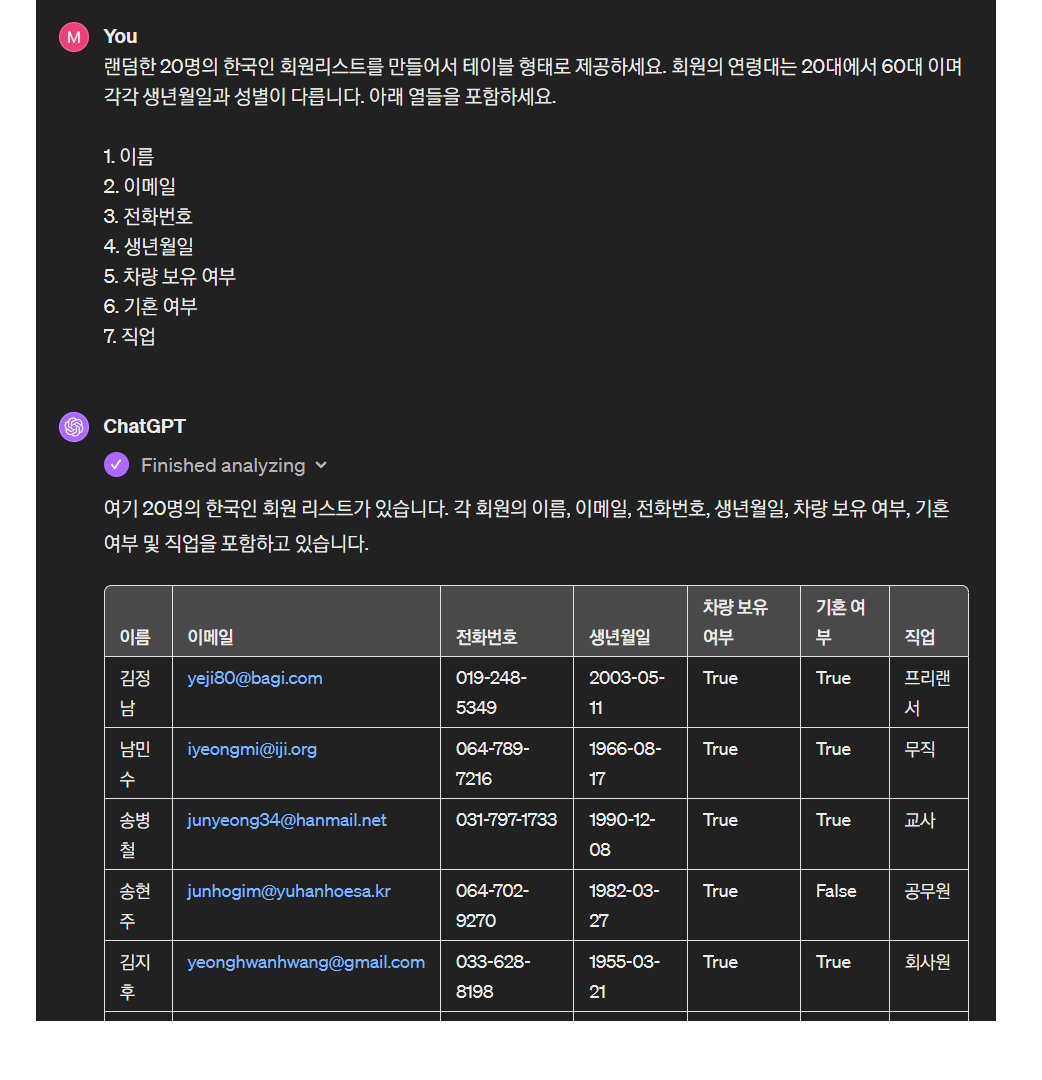 M
You
랜덤한 20명의 한국인 회원리스트를 만들어서 테이블 형태로 제공하세요. 회원의 연령대는 20대에서 60대 이며
각각 생년월일과 성별이 다릅니다. 아래 열들을 포함하세요.
1. 이름
2. 이메일
3. 전화번호
4. 생년월일
5. 차량 보유 여부
6. 기혼 여부
7. 직업
ChatGPT
Finished analyzing
여기 20명의 한국인 회원 리스트가 있습니다. 각 회원의 이름, 이메일, 전화번호, 생년월일, 차량 보유 여부, 기혼
여부 및 직업을 포함하고 있습니다.
차량 보유 기혼 여
이름 이메일 전화번호 생년월일 여부 부 직업
김정 yeji80@bagi.com 019-248- 2003-05- True True 프리랜
남 5349 11 서
남민 iyeongmi@iji.org 064-789- 1966-08- True True 무직
수 7216 17
송병 junyeong34@hanmail.net 031-797-1733 1990-12- True True 교사
철 08
송현 junhogim@yuhanhoesa.kr 064-702- 1982-03- True False 공무원
주 9270 27
김지 yeonghwanhwang@gmail.com 033-628- 1955-03- True True 회사원
후 8198 21